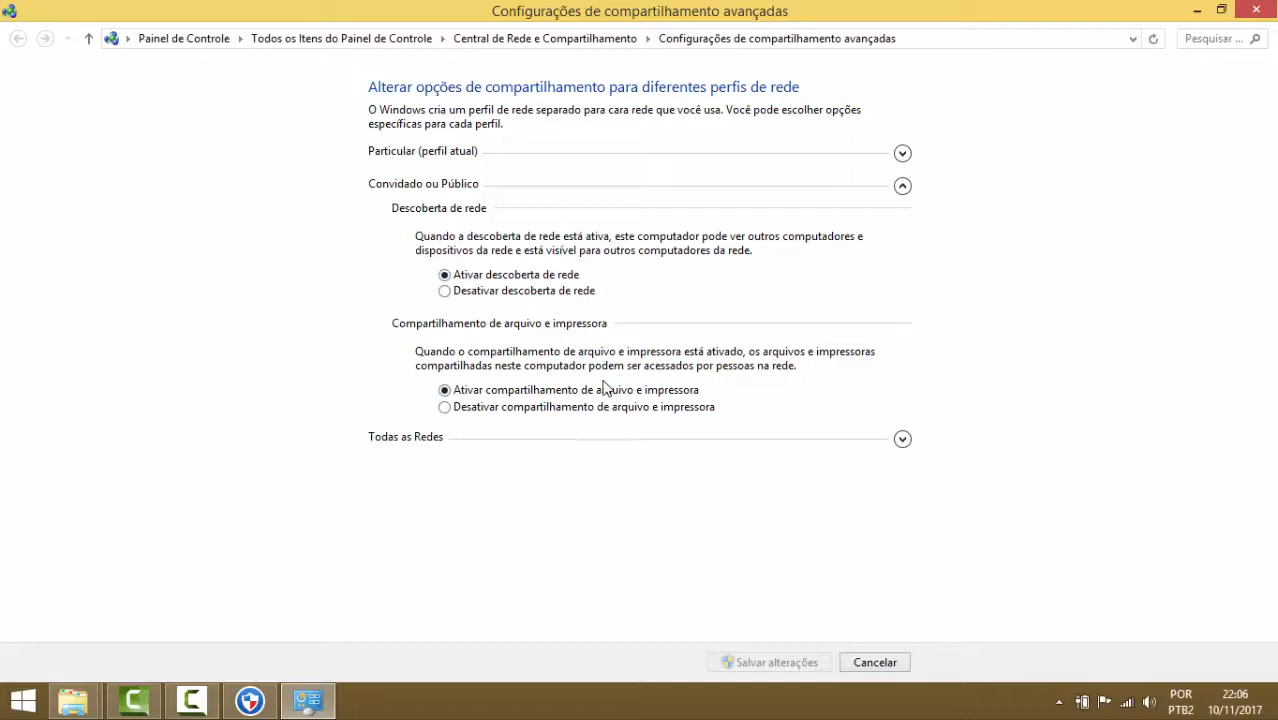 Configurações de compartilhamento avançadas
Painel de Controle Todos os Itens do Painel de Controle Central de Rede e Compartilhamento Configurações de compartilhamento avançadas Pesquisar ...
Alterar opções de compartilhamento para diferentes perfis de rede
O Windows cria um perfil de rede separado para cara rede que você usa. Você pode escolher opções
específicas para cada perfil.
Particular (perfil atual)
Convidado ou Público
Descoberta de rede
Quando a descoberta de rede está ativa, este computador pode ver outros computadores e
dispositivos da rede e está visível para outros computadores da rede.
Ativar descoberta de rede
Desativar descoberta de rede
Compartilhamento de arquivo e impressora
Quando o compartilhamento de arquivo e impressora está ativado, os arquivos e impressoras
compartilhadas neste computador podem ser acessados por pessoas na rede.
Ativar compartilhamento de arquivo e impressora
Desativar compartilhamento de arquivo e impressora
Todas as Redes
Salvar alterações Cancelar
POR 22:06
PTB2 10/11/2017